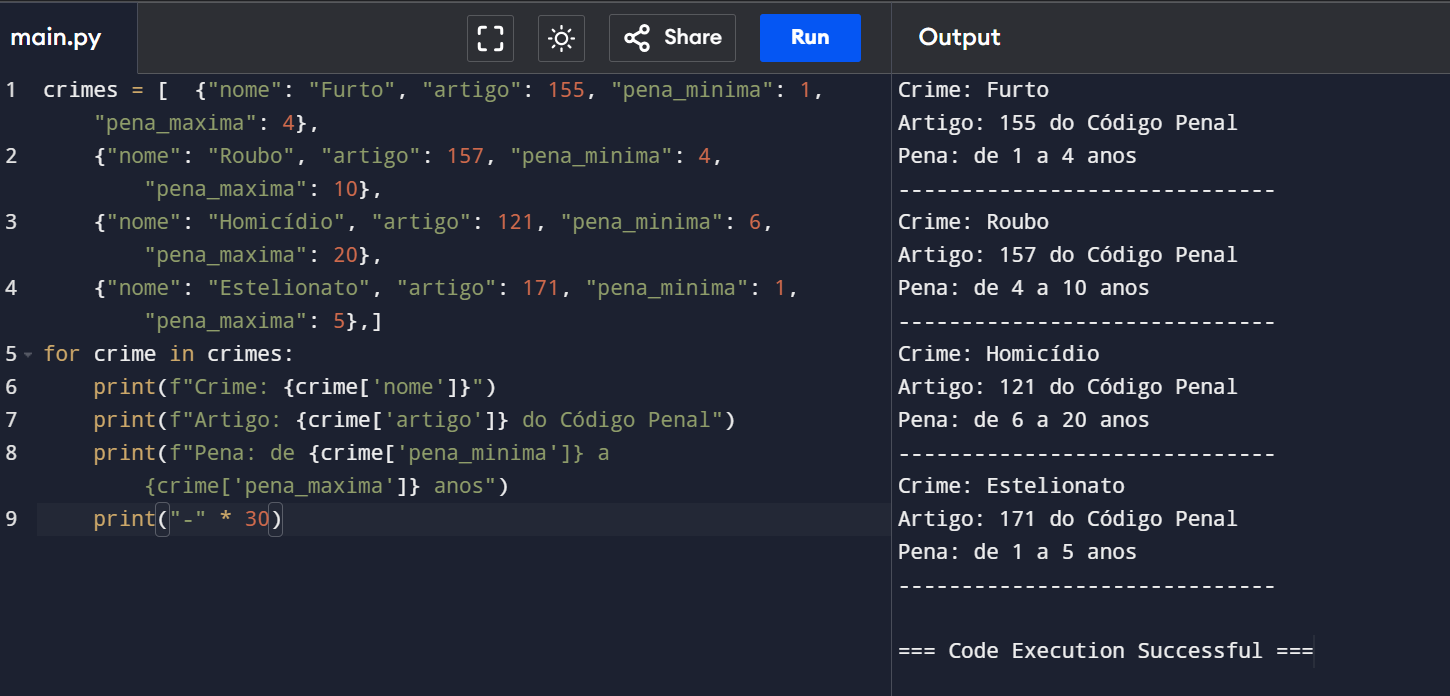 main.py
Share
Run
Output
1 crimes = [  {"nome": "Furto", "artigo": 155, "pena_minima": 1,
"pena_maxima": 4},
2 {"nome": "Roubo", "artigo": 157, "pena_minima": 4,
"pena_maxima": 10},
3 {"nome": "Homicídio", "artigo": 121, "pena_minima": 6,
"pena_maxima": 20},
4 {"nome": "Estelionato", "artigo": 171, "pena_minima": 1,
"pena_maxima": 5},]
5 for crime in crimes:
6 print(f"Crime: {crime['nome']}")
7 print(f"Artigo: {crime['artigo']} do Código Penal")
8 print(f"Pena: de {crime['pena_minima']} a
{crime['pena_maxima']} anos")
9 print("-" * 30)
Crime: Furto
Artigo: 155 do Código Penal
Pena: de 1 a 4 anos
------------------------------
Crime: Roubo
Artigo: 157 do Código Penal
Pena: de 4 a 10 anos
------------------------------
Crime: Homicídio
Artigo: 121 do Código Penal
Pena: de 6 a 20 anos
------------------------------
Crime: Estelionato
Artigo: 171 do Código Penal
Pena: de 1 a 5 anos
------------------------------
=== Code Execution Successful ===